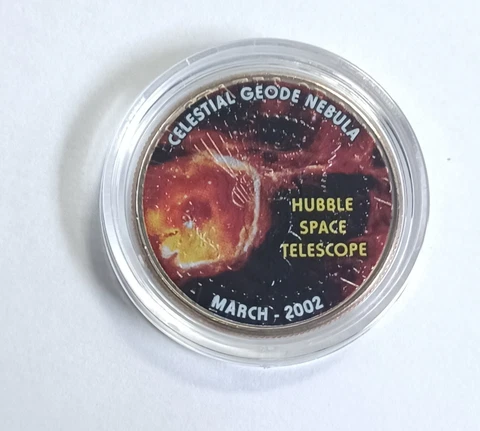 CELESTIAL GEODE NEBULA
HUBBLE
SPACE
TELESCOPE
MARCH - 2002